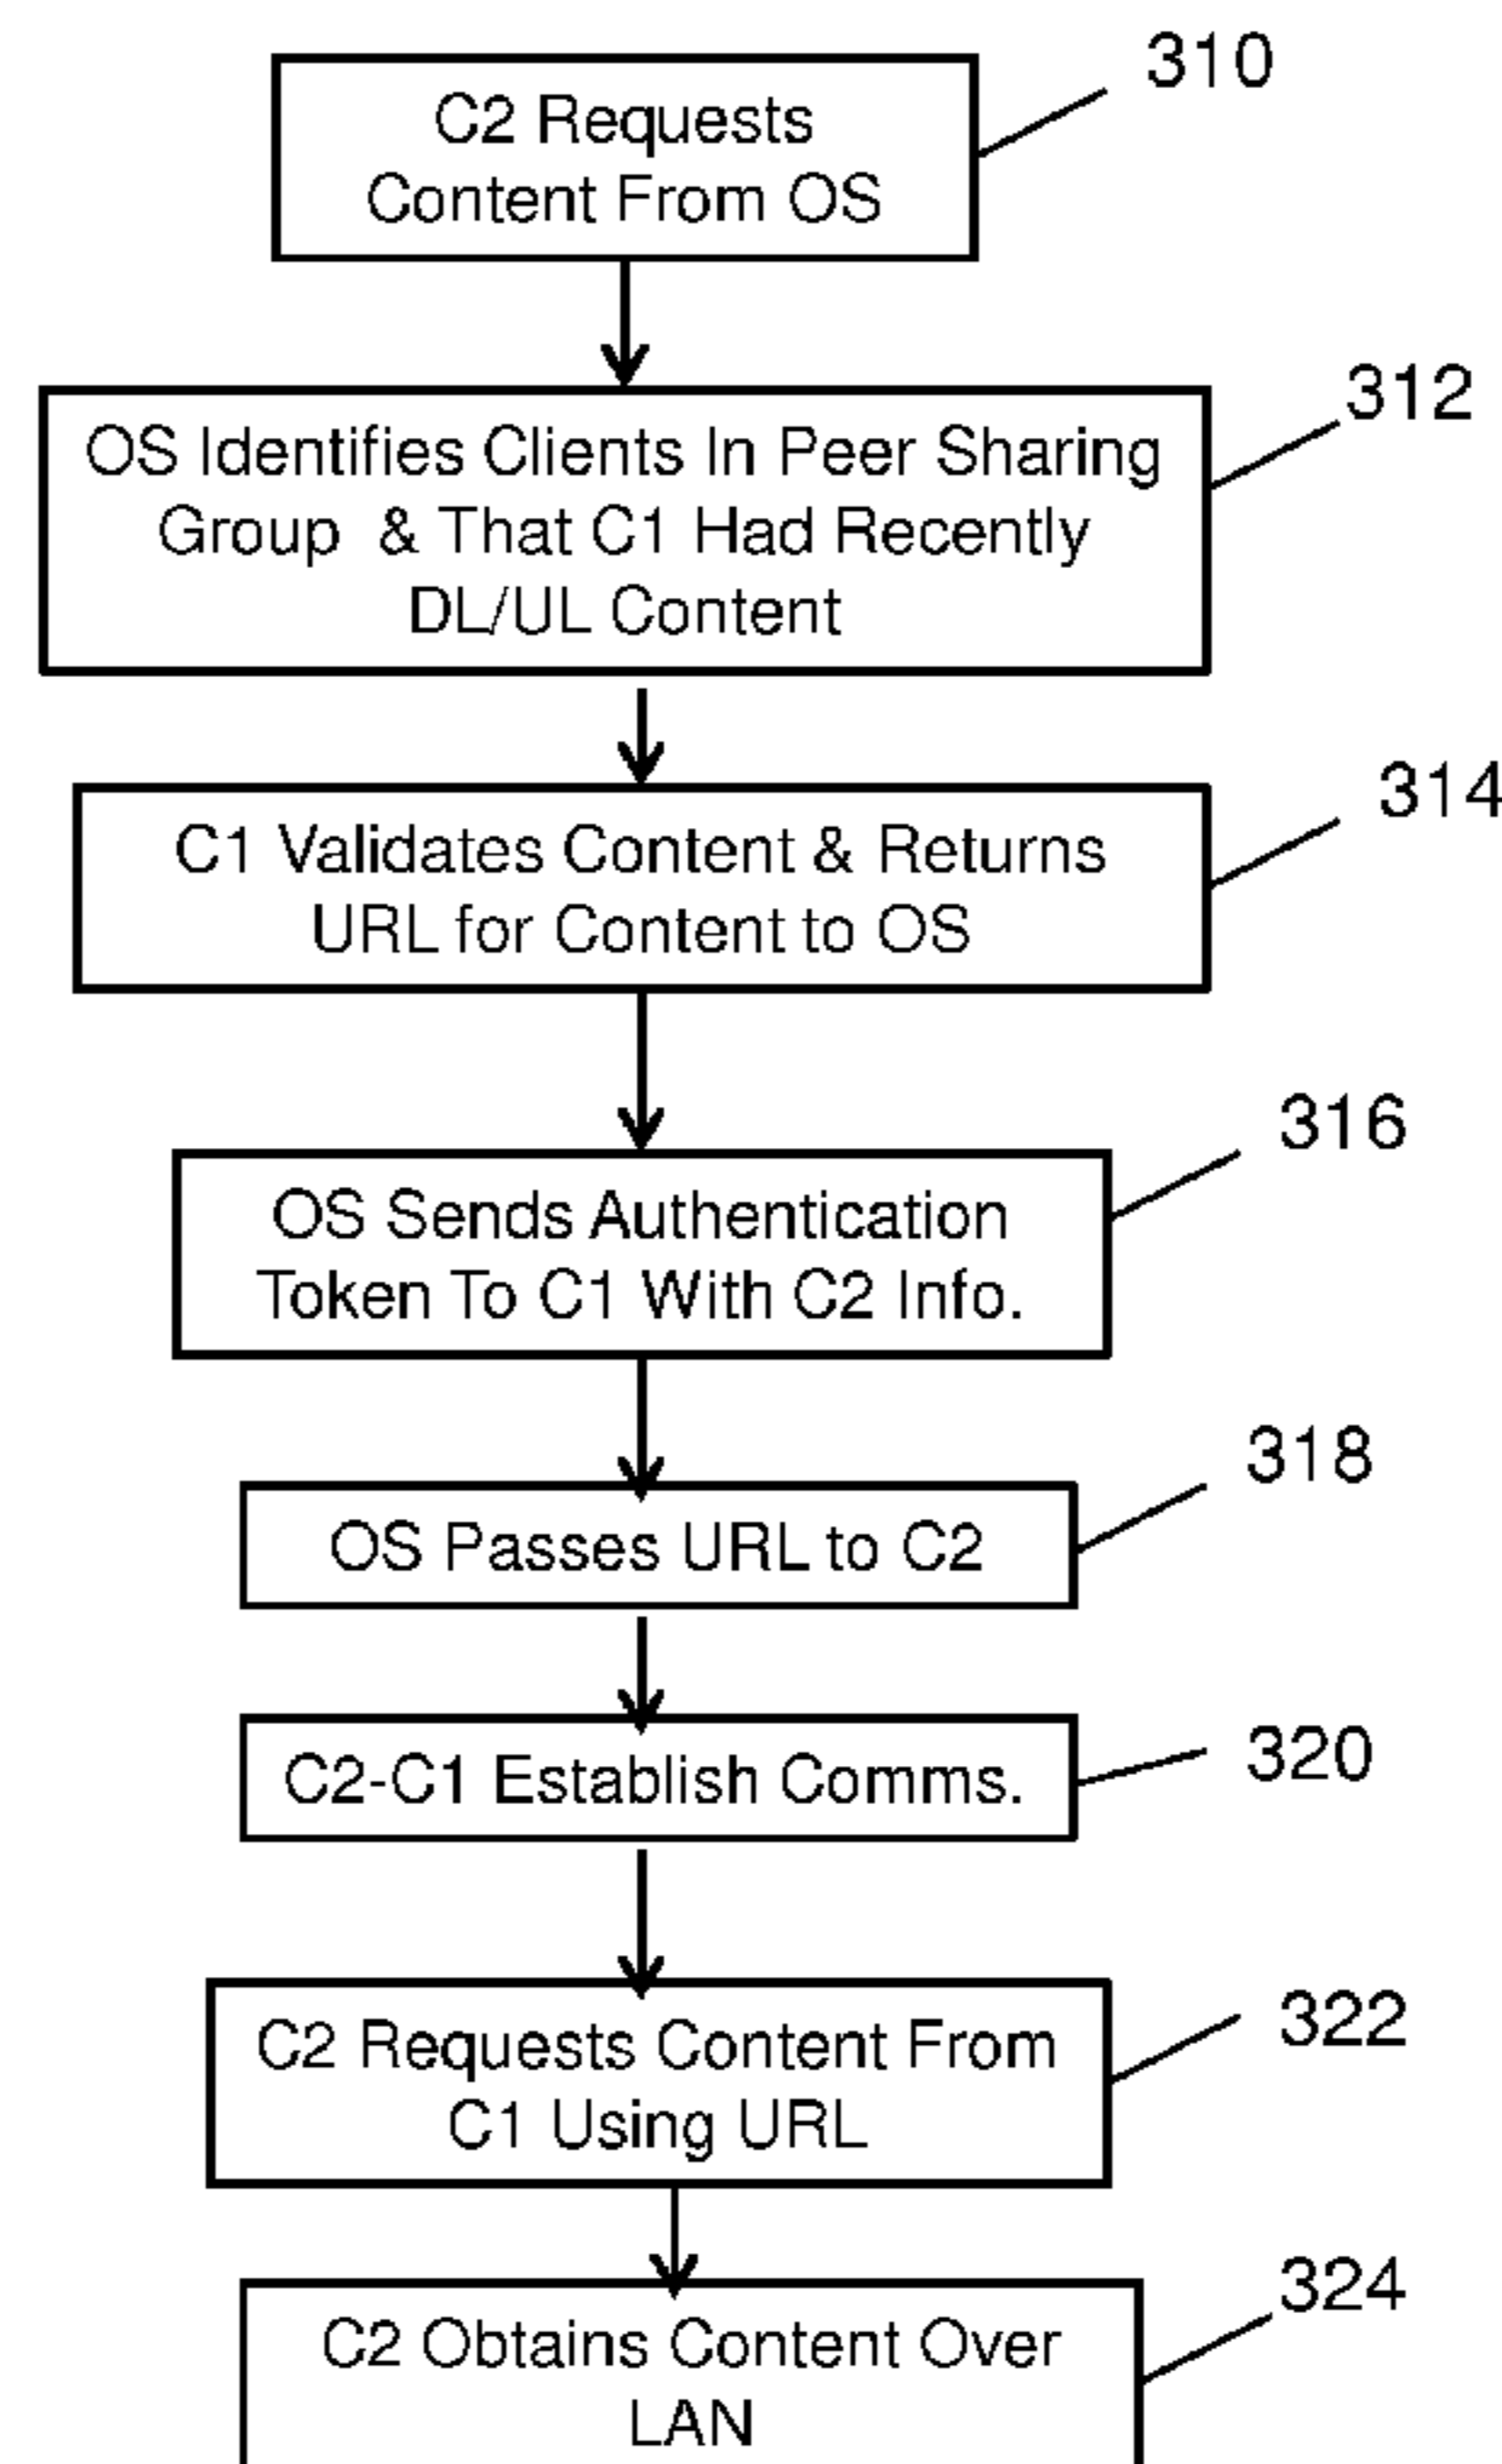 310
C2 Requests
Content From OS
312
OS Identifies Clients In Peer Sharing
Group & That C1 Had Recently
DL/UL Content
314
C1 Validates Content & Returns
URL for Content to OS
316
OS Sends Authentication
Token To C1 With C2 Info.
318
OS Passes URL to C2
320
C2-C1 Establish Comms.
322
C2 Requests Content From
C1 Using URL
324
C2 Obtains Content Over
LAN